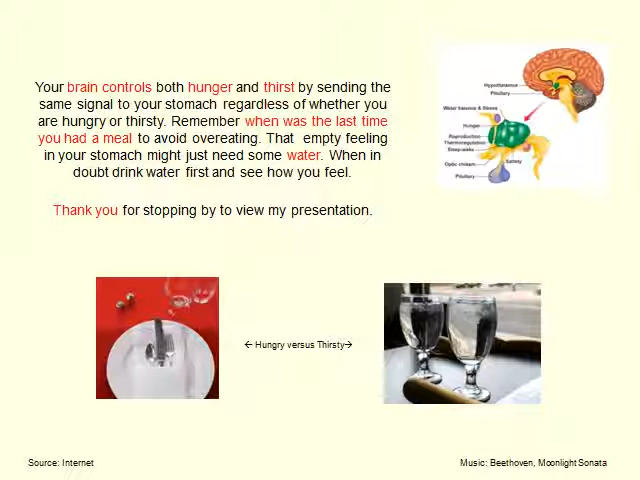 Your brain controls both hunger and thirst by sending the
same signal to your stomach regardless of whether you
are hungry or thirsty. Remember when was the last time
you had a meal to avoid overeating. That  empty feeling
in your stomach might just need some water. When in
doubt drink water first and see how you feel.
Thank you for stopping by to view my presentation.
Hypothalamus
Pituitary
Water balance & Stress
Hunger
Reproduction
Thermoregulation
Sleep-wake
Optic chiasm
Satiety
Pituitary
← Hungry versus Thirsty→
Source: Internet
Music: Beethoven, Moonlight Sonata